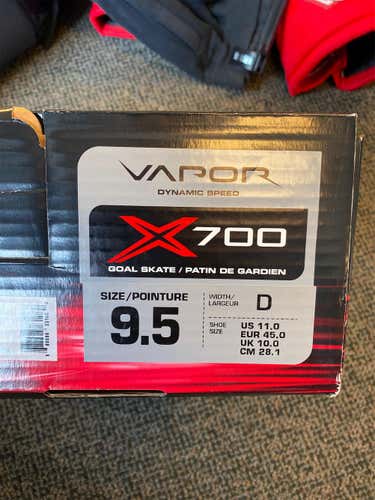 VAPOR
DYNAMIC SPEED
X700
GOAL SKATE / PATIN DE GARDIEN
SIZE/POINTURE
9.5
WIDTH/
LARGEUR
D
SHOE
SIZE
US 11.0
EUR 45.0
UK 10.0
CM 28.1